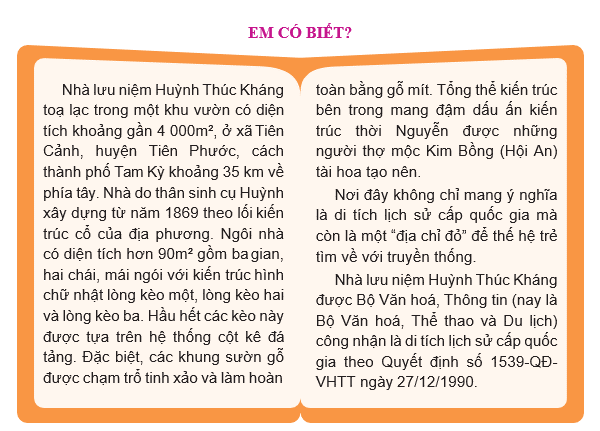 EM CÓ BIẾT?
Nhà lưu niệm Huỳnh Thúc Kháng
toạ lạc trong một khu vườn có diện
tích khoảng gần 4 000m², ở xã Tiên
Cảnh, huyện Tiên Phước, cách
thành phố Tam Kỳ khoảng 35 km về
phía tây. Nhà do thân sinh cụ Huỳnh
xây dựng từ năm 1869 theo lối kiến
trúc cổ của địa phương. Ngôi nhà
có diện tích hơn 90m² gồm ba gian,
hai chái, mái ngói với kiến trúc hình
chữ nhật lòng kèo một, lòng kèo hai
và lòng kèo ba. Hầu hết các kèo này
được tựa trên hệ thống cột kê đá
tảng. Đặc biệt, các khung sườn gỗ
được chạm trổ tinh xảo và làm hoàn
toàn bằng gỗ mít. Tổng thể kiến trúc
bên trong mang đậm dấu ấn kiến
trúc thời Nguyễn được những
người thợ mộc Kim Bồng (Hội An)
tài hoa tạo nên.
Nơi đây không chỉ mang ý nghĩa
là di tích lịch sử cấp quốc gia mà
còn là một “địa chỉ đỏ” để thế hệ trẻ
tìm về với truyền thống.
Nhà lưu niệm Huỳnh Thúc Kháng
được Bộ Văn hoá, Thông tin (nay là
Bộ Văn hoá, Thể thao và Du lịch)
công nhận là di tích lịch sử cấp quốc
gia theo Quyết định số 1539-QĐ-
VHTT ngày 27/12/1990.